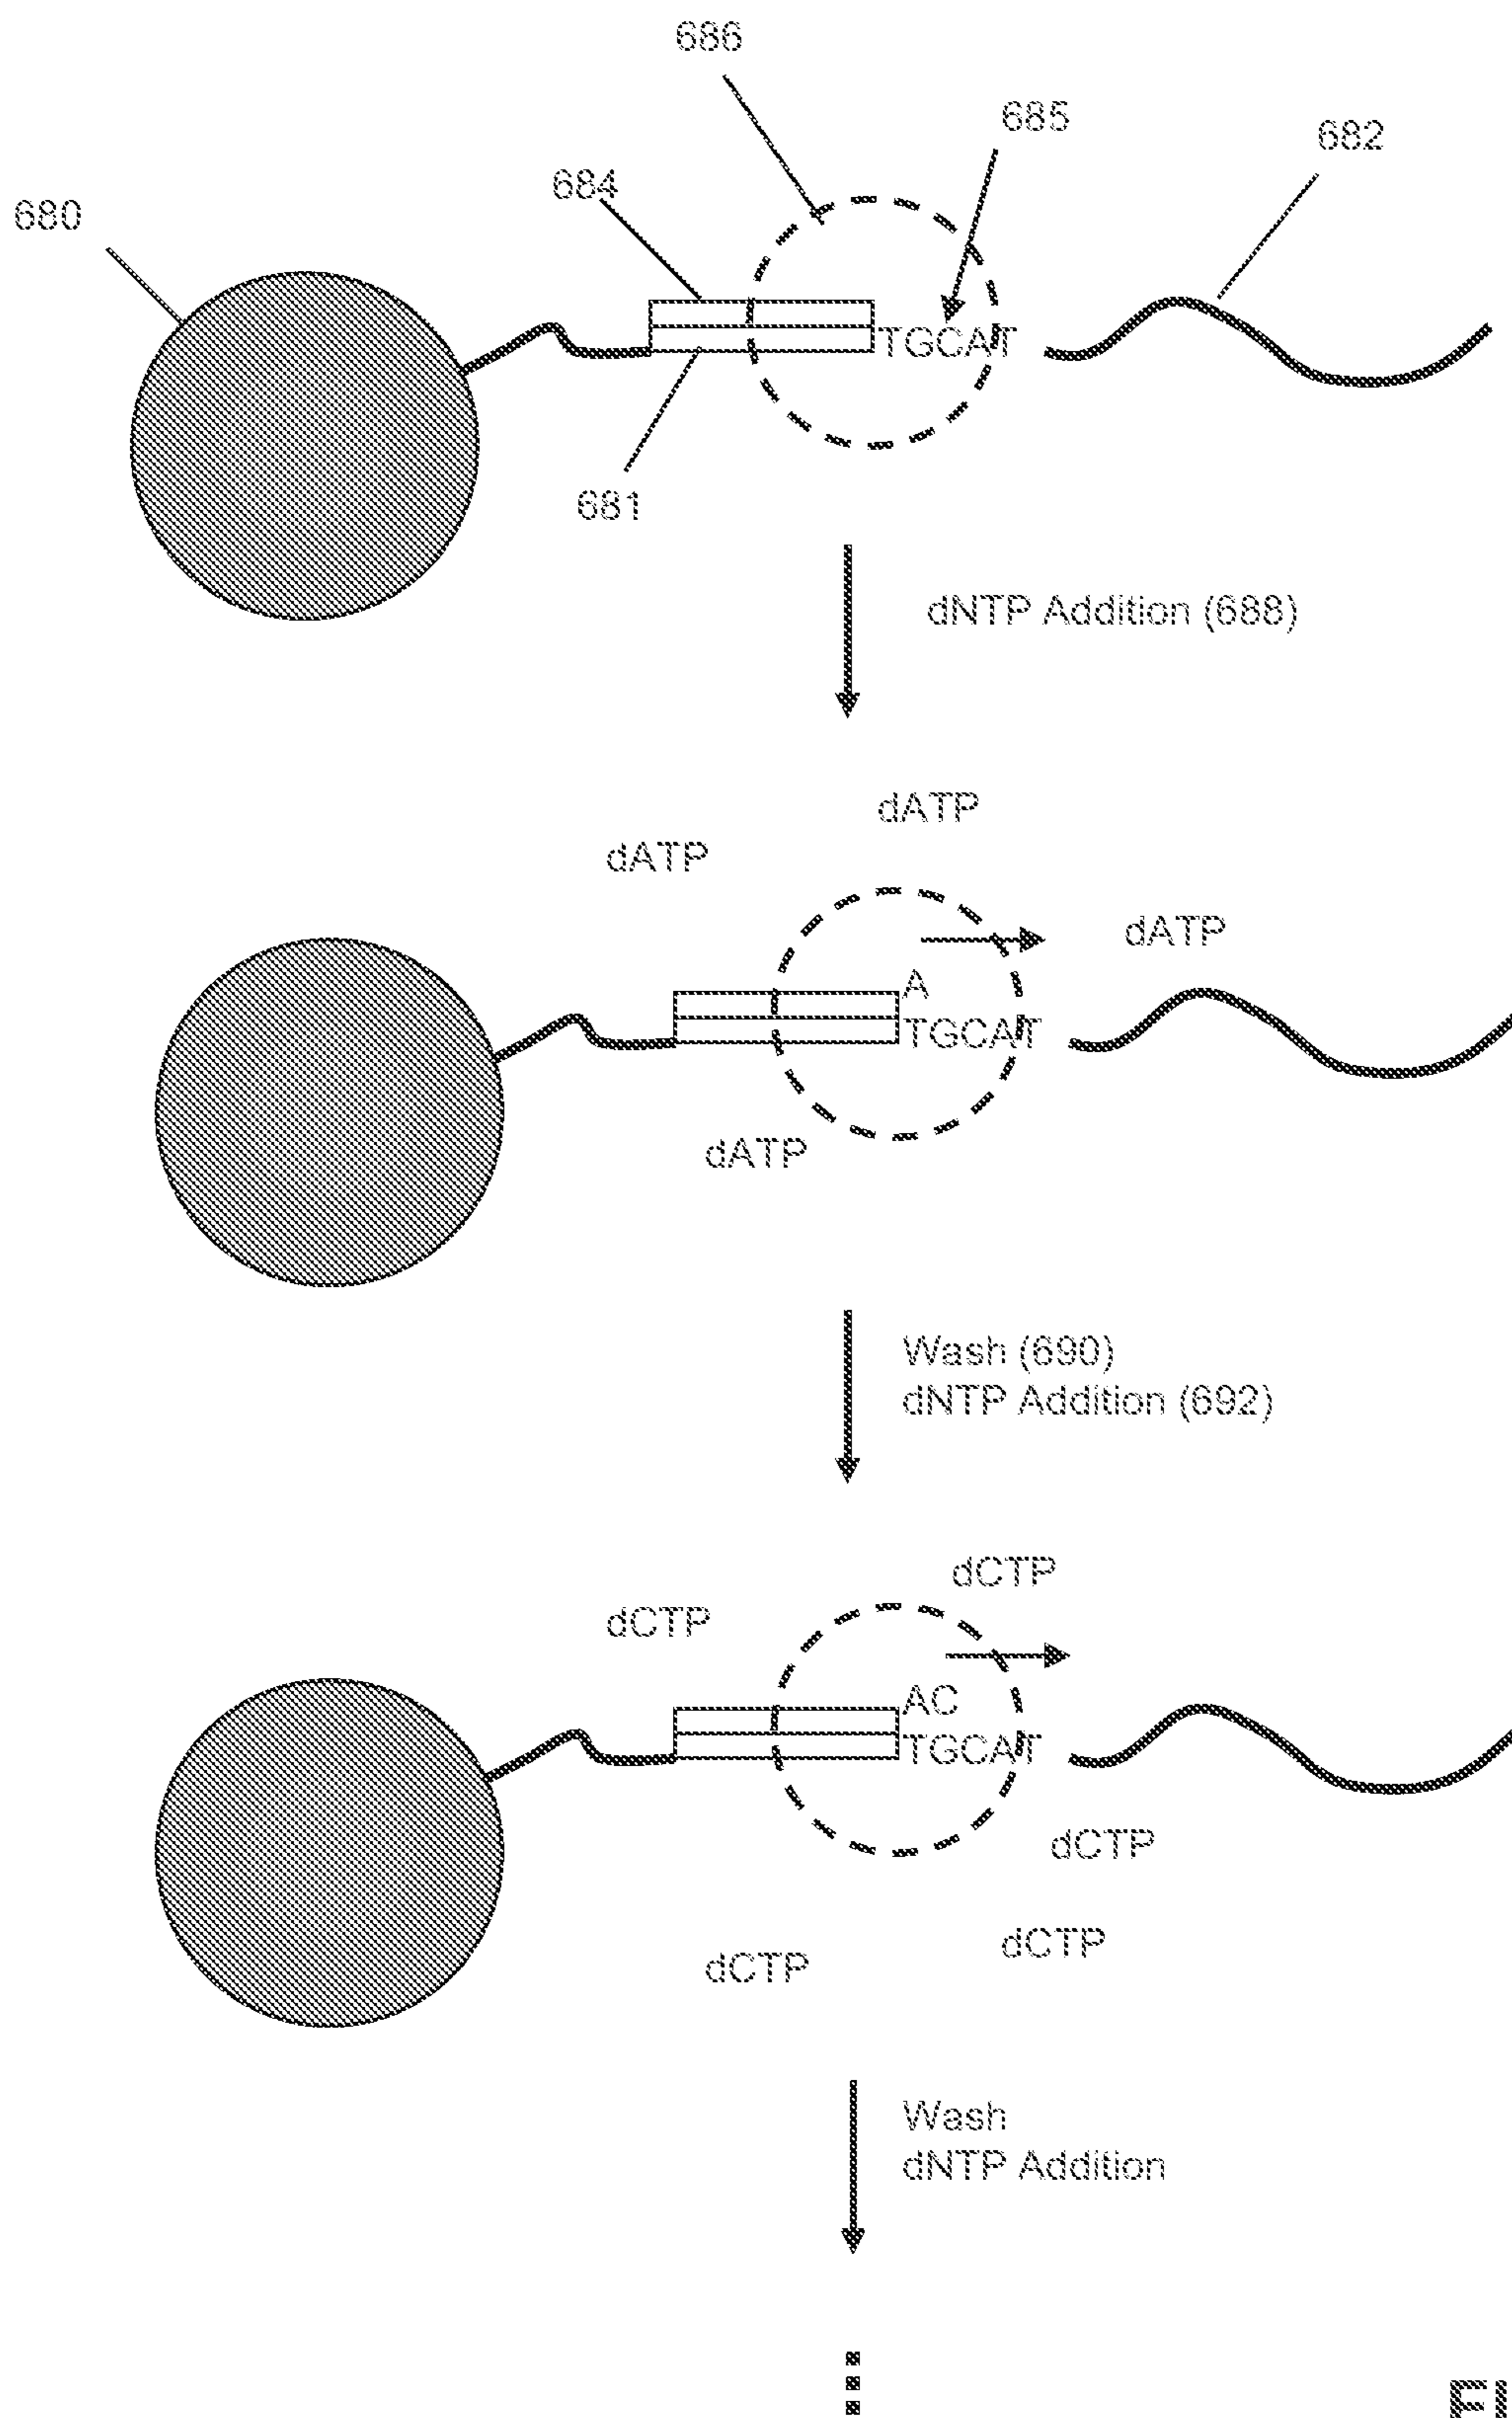 686
685
682
684
680
TGCAT
681
dNTP Addition (688)
dATP
dATP
dATP
A
TGCAT
dATP
Wash (690)
dNTP Addition (692)
dCTP
dCTP
AC
TGCAT
dCTP
dCTP
dCTP
Wash
dNTP Addition